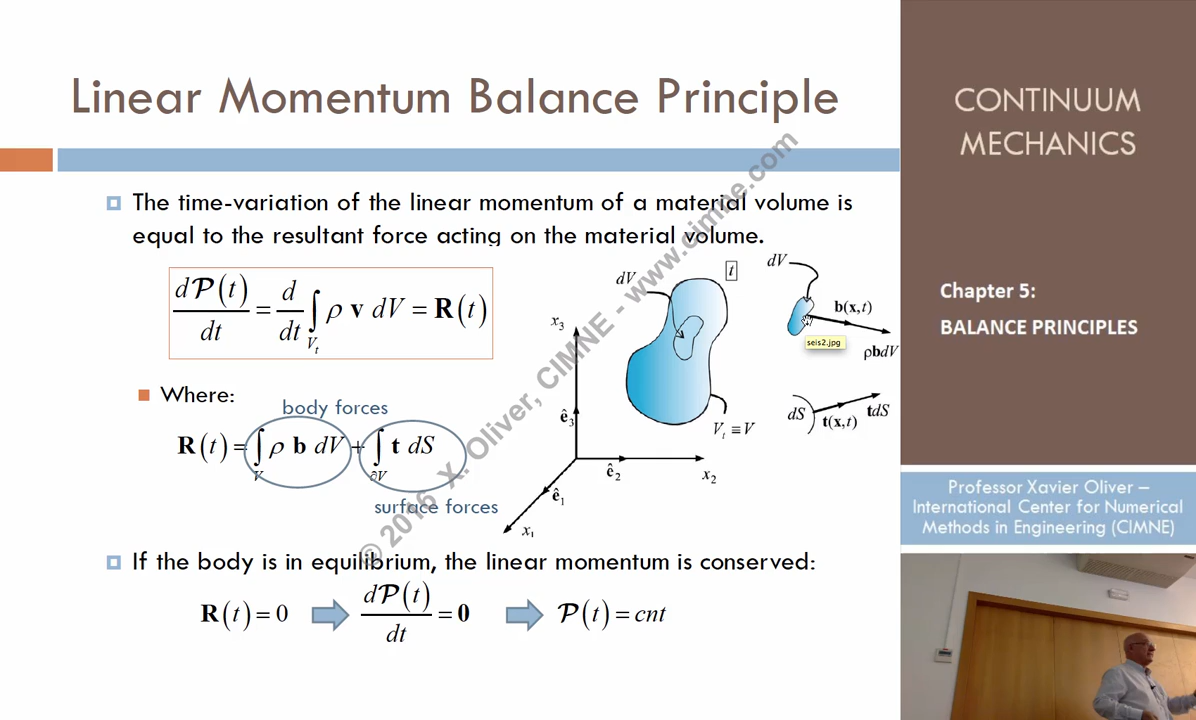 Linear Momentum Balance Principle
The time-variation of the linear momentum of a material volume is
equal to the resultant force acting on the material volume.
d𝒫(t)/dt = d/dt ∫_{V_t} ρ v dV = R(t)
Where:
body forces
R(t) = ∫_V ρ b dV + ∫_{∂V} t dS
surface forces
dV
t
x₃
ê₃
ê₂
x₂
ê₁
x₁
V_t ≡ V
dV
b(x,t)
seis2.jpg
ρbdV
dS
t(x,t)
tdS
If the body is in equilibrium, the linear momentum is conserved:
R(t) = 0
d𝒫(t)/dt = 0
𝒫(t) = cnt
© 2016 X. Oliver, CIMNE - www.cimne.com
CONTINUUM
MECHANICS
Chapter 5:
BALANCE PRINCIPLES
Professor Xavier Oliver –
International Center for Numerical
Methods in Engineering (CIMNE)